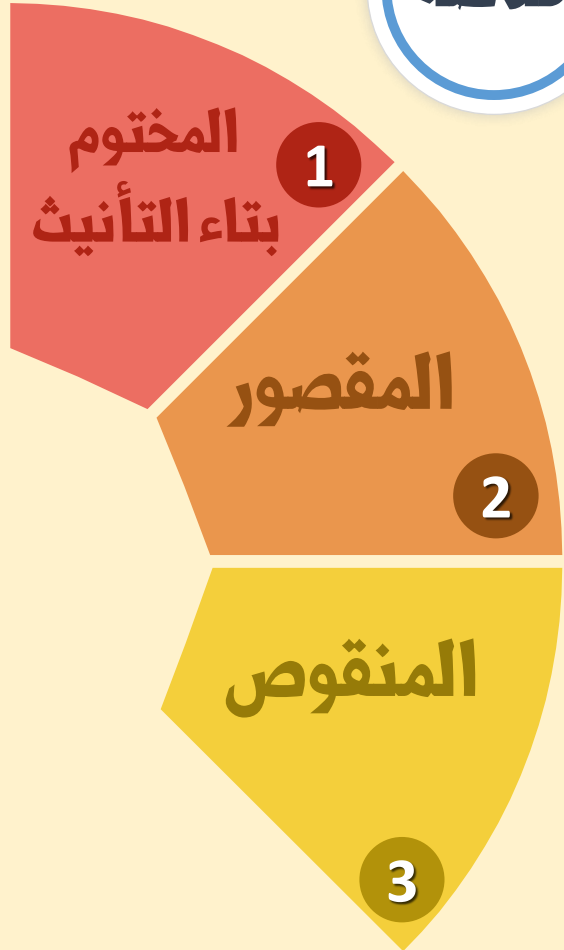 المختوم
بتاء التأنيث
1
المقصور
2
المنقوص
3